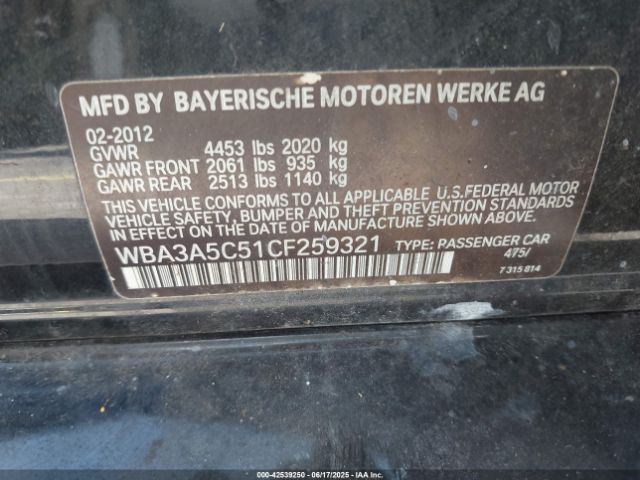 MFD BY BAYERISCHE MOTOREN WERKE AG
02-2012
GVWR 4453 lbs 2020 kg
GAWR FRONT 2061 lbs 935 kg
GAWR REAR 2513 lbs 1140 kg
THIS VEHICLE CONFORMS TO ALL APPLICABLE U.S.FEDERAL MOTOR
VEHICLE SAFETY, BUMPER AND THEFT PREVENTION STANDARDS
IN EFFECT ON THE DATE OF MANUFACTURE SHOWN ABOVE.
WBA3A5C51CF259321 TYPE: PASSENGER CAR
475/
7 315 814
000-42539250 - 06/17/2025 - IAAI, Inc.